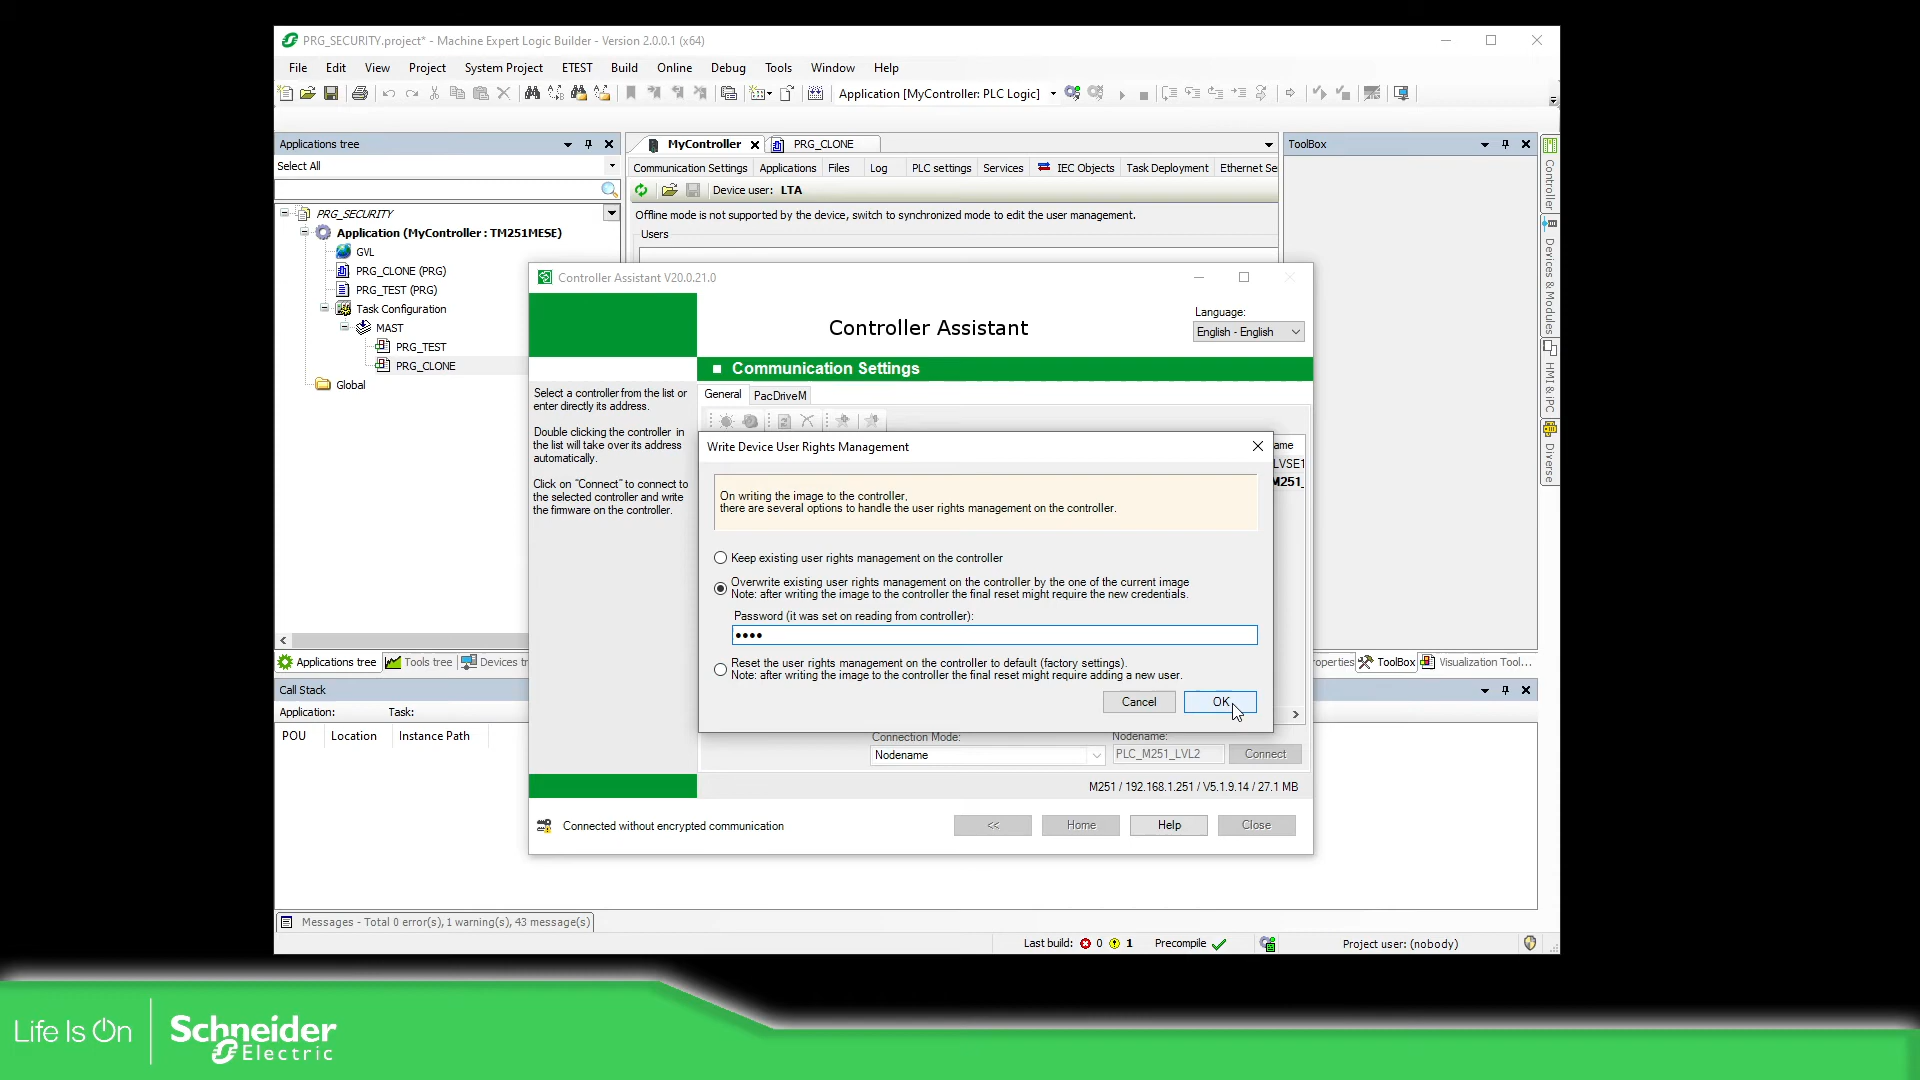 PRG_SECURITY.project* - Machine Expert Logic Builder - Version 2.0.0.1 (x64)
File Edit View Project System Project ETEST Build Online Debug Tools Window Help
Application [MyController: PLC Logic]
Applications tree
Select All
PRG_SECURITY
Application (MyController : TM251MESE)
GVL
PRG_CLONE (PRG)
PRG_TEST (PRG)
Task Configuration
MAST
PRG_TEST
PRG_CLONE
Global
MyController PRG_CLONE
Communication Settings Applications Files Log PLC settings Services IEC Objects Task Deployment Ethernet Se
Device user: LTA
Offline mode is not supported by the device, switch to synchronized mode to edit the user management.
Users
ToolBox
Controller
Devices & Modules
HMI & iPC
Diverse
Controller Assistant V20.0.21.0
Controller Assistant
Language:
English - English
Communication Settings
Select a controller from the list or
enter directly its address.
Double clicking the controller in
the list will take over its address
automatically.
Click on "Connect" to connect to
the selected controller and write
the firmware on the controller.
General PacDriveM
ame
LVSE1
M251_
Write Device User Rights Management
On writing the image to the controller,
there are several options to handle the user rights management on the controller.
Keep existing user rights management on the controller
Overwrite existing user rights management on the controller by the one of the current image
Note: after writing the image to the controller the final reset might require the new credentials.
Password (it was set on reading from controller):
••••
Reset the user rights management on the controller to default (factory settings).
Note: after writing the image to the controller the final reset might require adding a new user.
Cancel OK
Connection Mode: Nodename:
Nodename PLC_M251_LVL2 Connect
M251 / 192.168.1.251 / V5.1.9.14 / 27.1 MB
Connected without encrypted communication
<< Home Help Close
Applications tree Tools tree Devices tr
roperties ToolBox Visualization Tool...
Call Stack
Application: Task:
POU Location Instance Path
Messages - Total 0 error(s), 1 warning(s), 43 message(s)
Last build: 0 1 Precompile Project user: (nobody)
Life Is On Schneider
Electric